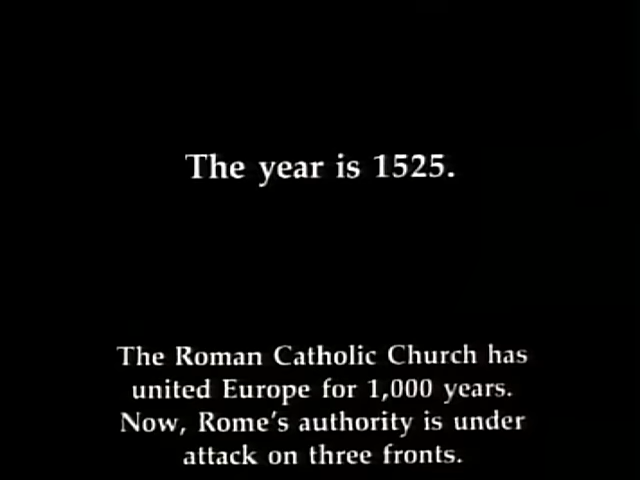 The year is 1525.
The Roman Catholic Church has
united Europe for 1,000 years.
Now, Rome's authority is under
attack on three fronts.